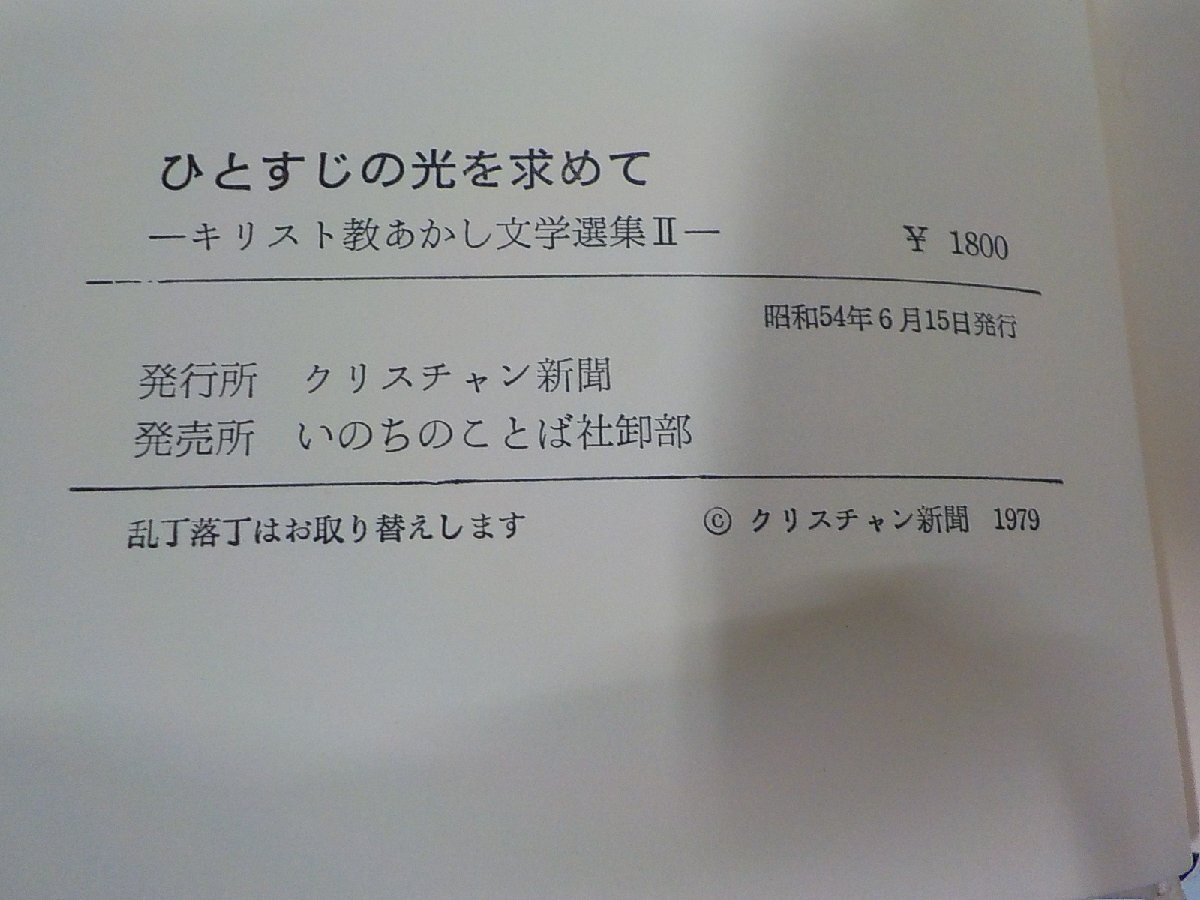 ひとすじの光を求めて
―キリスト教あかし文学選集Ⅱ―
¥ 1800
昭和54年6月15日発行
発行所 クリスチャン新聞
発売所 いのちのことば社卸部
乱丁落丁はお取り替えします
© クリスチャン新聞 1979